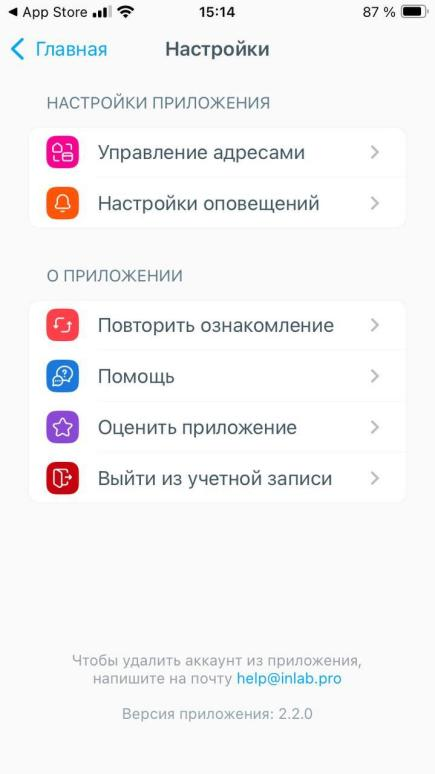 App Store 15:14 87 %
Главная Настройки
НАСТРОЙКИ ПРИЛОЖЕНИЯ
Управление адресами
Настройки оповещений
О ПРИЛОЖЕНИИ
Повторить ознакомление
Помощь
Оценить приложение
Выйти из учетной записи
Чтобы удалить аккаунт из приложения,
напишите на почту help@inlab.pro
Версия приложения: 2.2.0